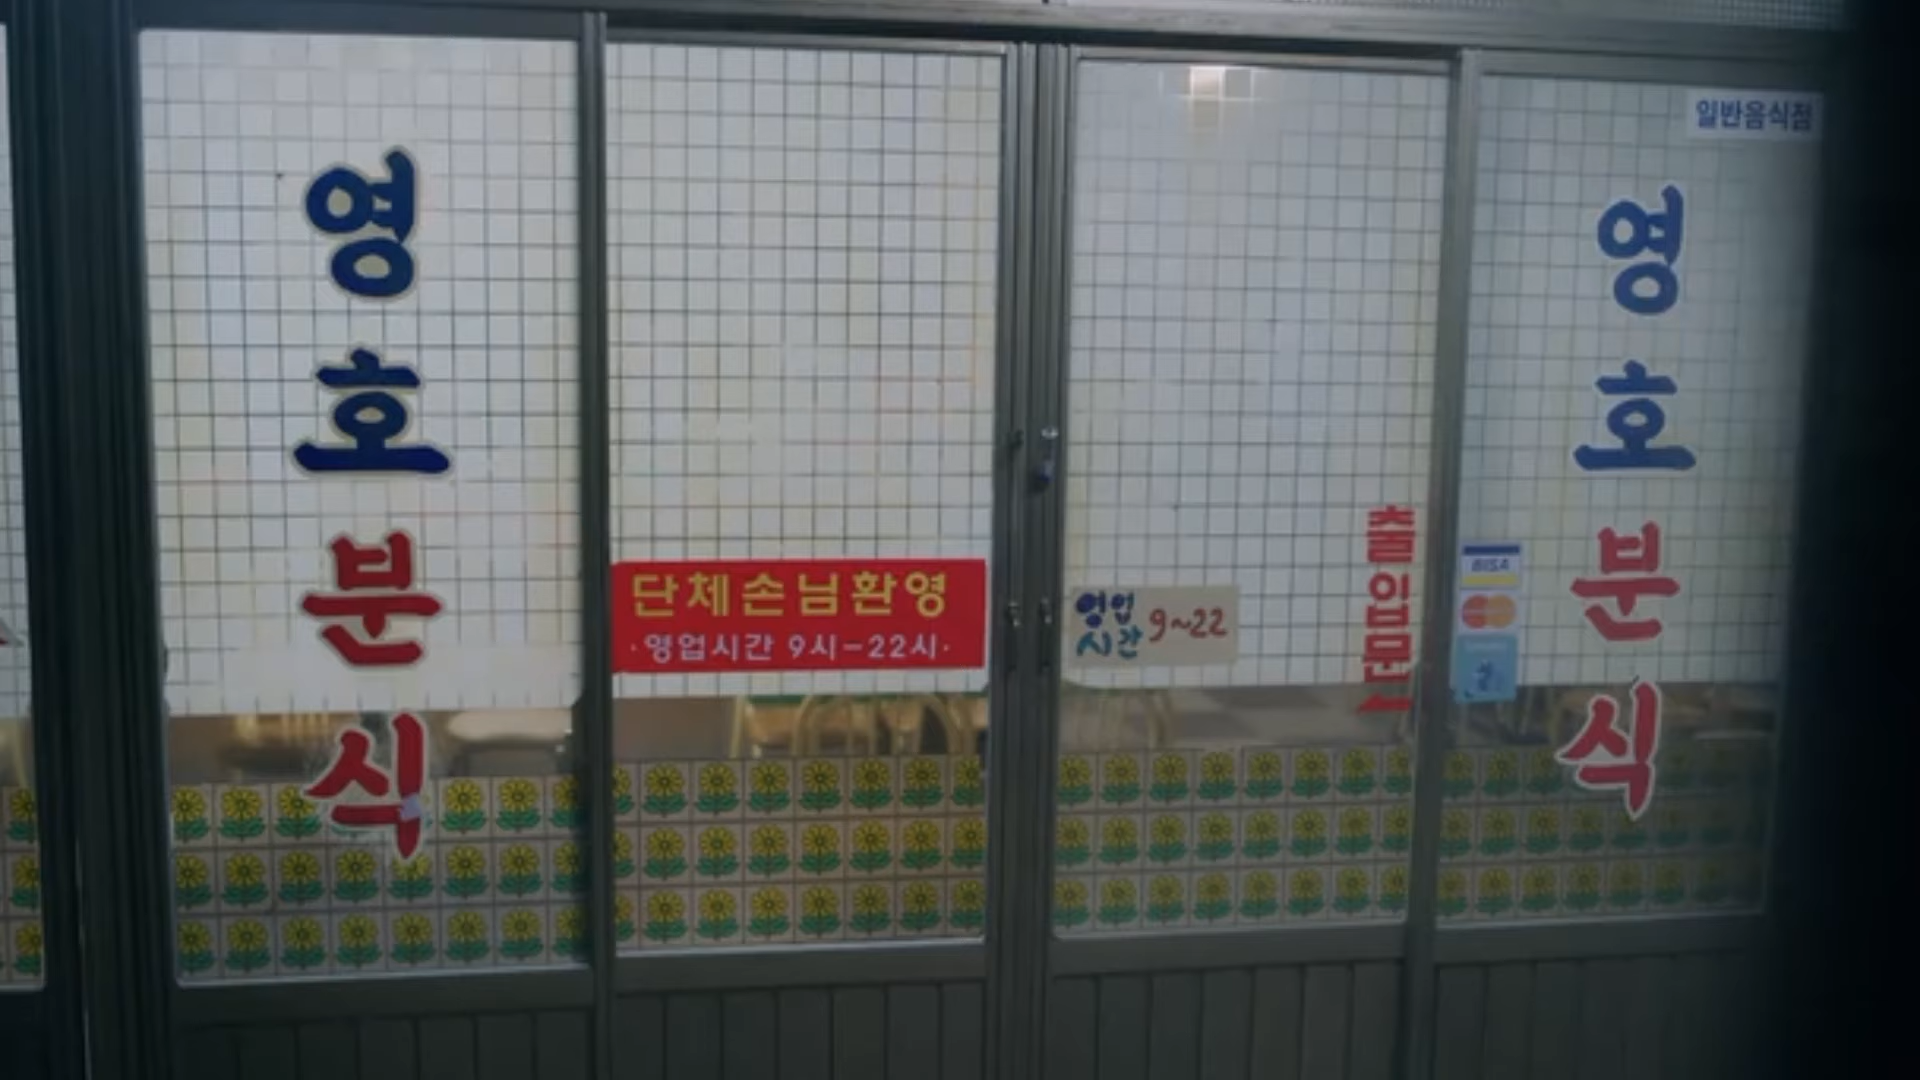 영호분식
단체손님환영
·영업시간 9시-22시·
영업
시간 9~22
출입문
BISA
일반음식점
영호분식